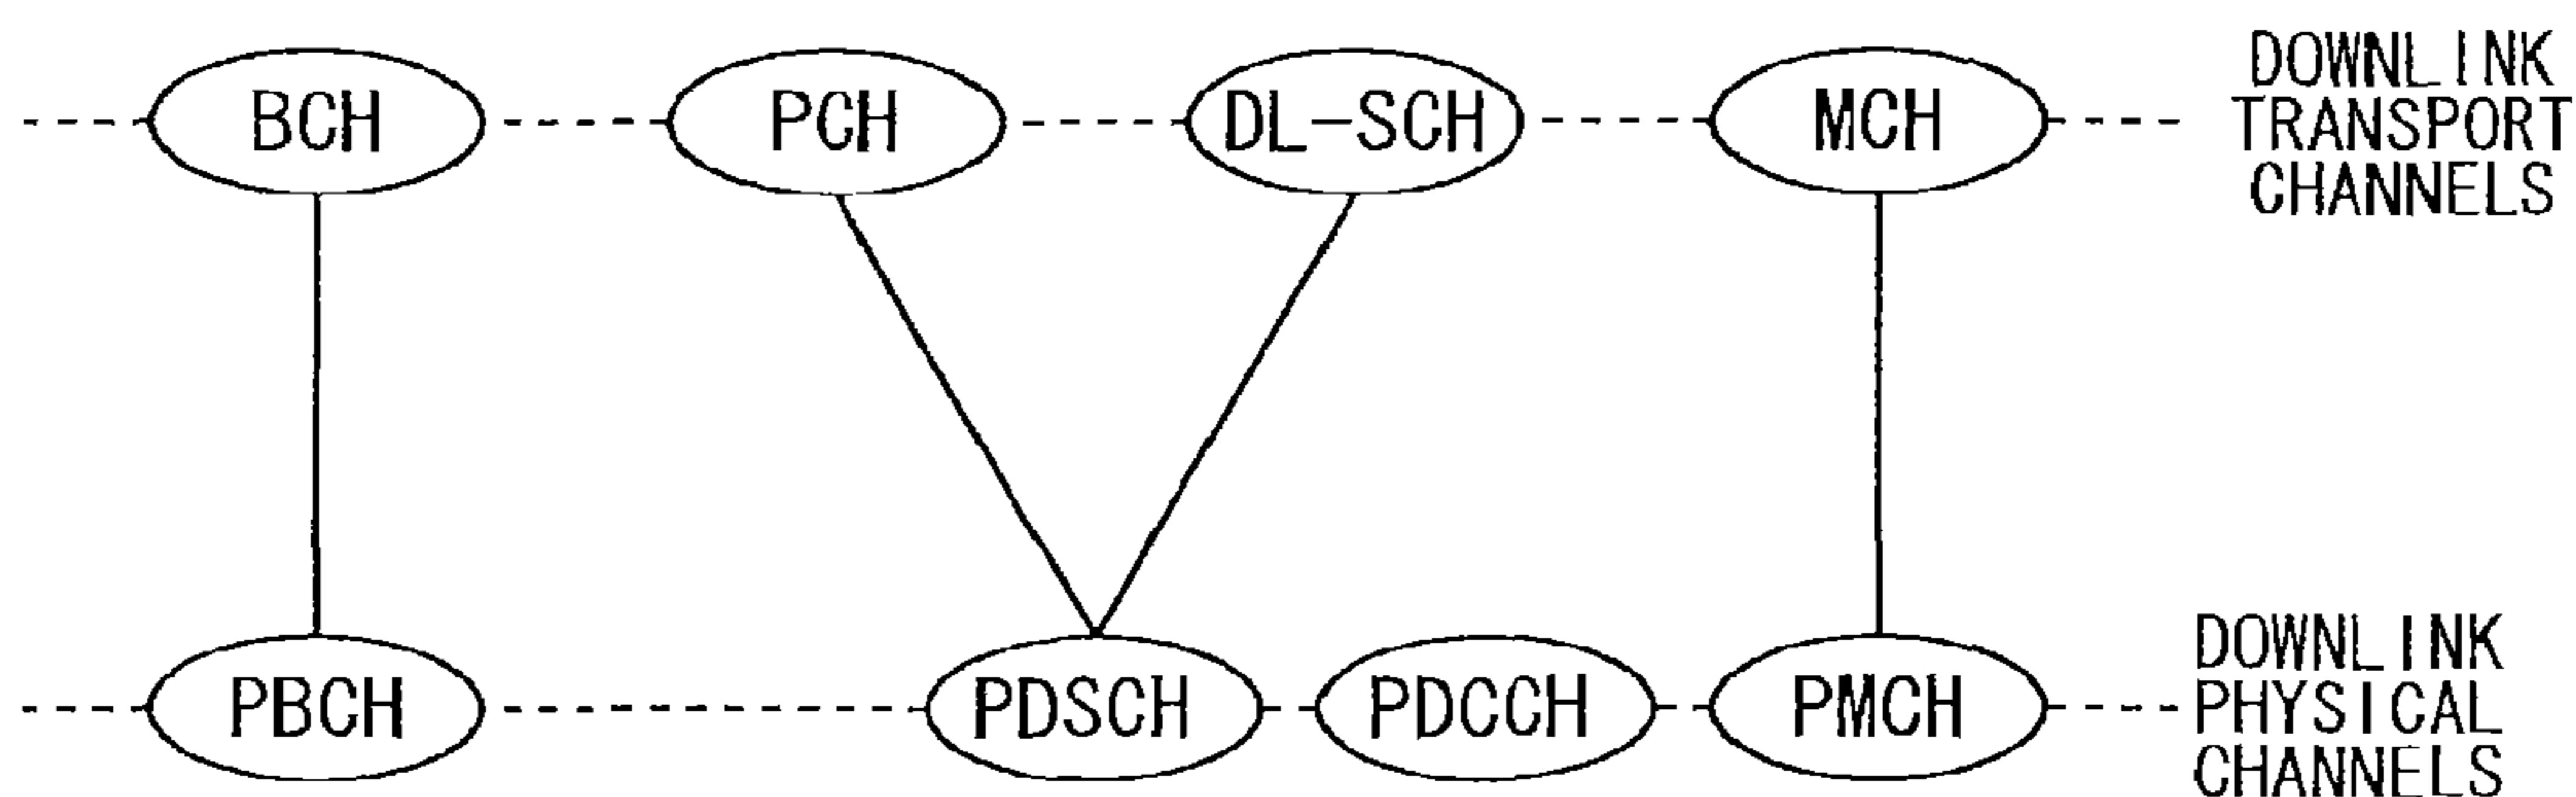 BCH
PCH
DL-SCH
MCH
DOWNLINK
TRANSPORT
CHANNELS
PBCH
PDSCH
PDCCH
PMCH
DOWNLINK
PHYSICAL
CHANNELS